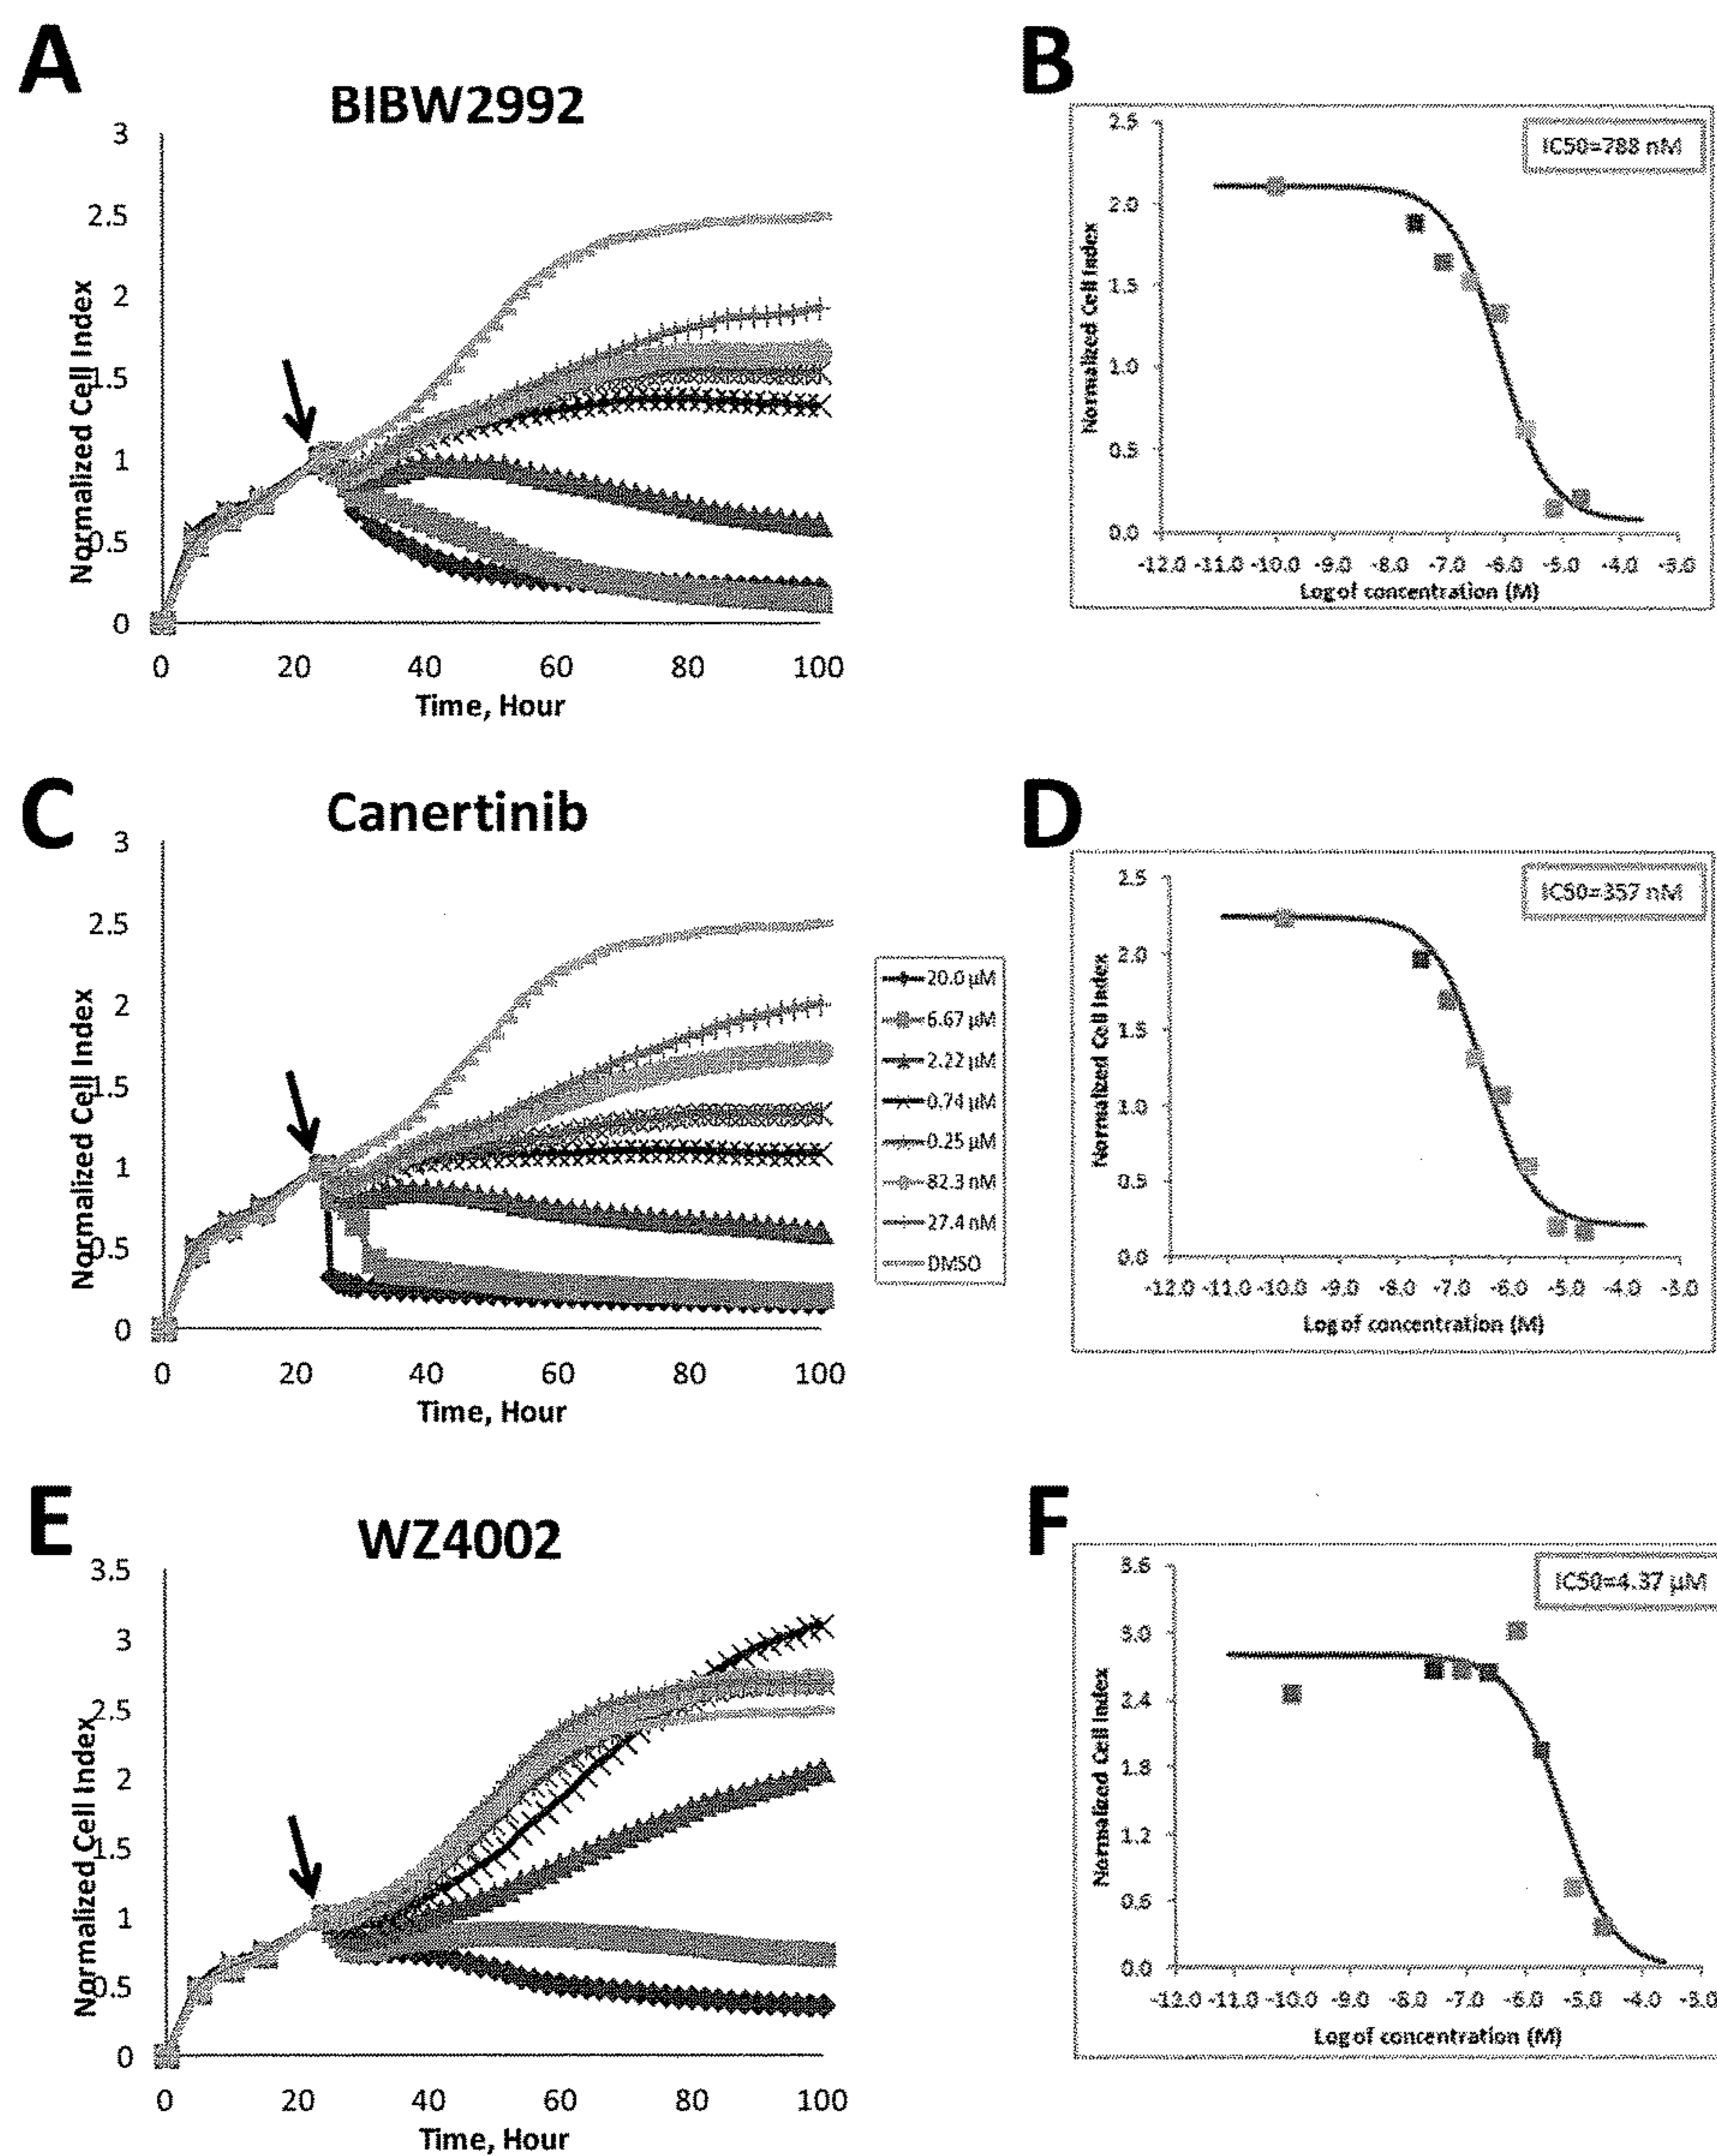 A
BIBW2992
3
2.5
2
1.5
1
0.5
0
Normalized Cell Index
0 20 40 60 80 100
Time, Hour
B
IC50=788 nM
2.5
2.0
1.5
1.0
0.5
0.0
Normalized Cell Index
-12.0 -11.0 -10.0 -9.0 -8.0 -7.0 -6.0 -5.0 -4.0 -3.0
Log of concentration (M)
C
Canertinib
3
2.5
2
1.5
1
0.5
0
Normalized Cell Index
0 20 40 60 80 100
Time, Hour
20.0 µM
6.67 µM
2.22 µM
0.74 µM
0.25 µM
82.3 nM
27.4 nM
DMSO
D
IC50=357 nM
2.5
2.0
1.5
1.0
0.5
0.0
Normalized Cell Index
-12.0 -11.0 -10.0 -9.0 -8.0 -7.0 -6.0 -5.0 -4.0 -3.0
Log of concentration (M)
E
WZ4002
3.5
3
2.5
2
1.5
1
0.5
0
Normalized Cell Index
0 20 40 60 80 100
Time, Hour
F
IC50=4.37 µM
3.6
3.0
2.4
1.8
1.2
0.6
0.0
Normalized Cell Index
-12.0 -11.0 -10.0 -9.0 -8.0 -7.0 -6.0 -5.0 -4.0 -3.0
Log of concentration (M)